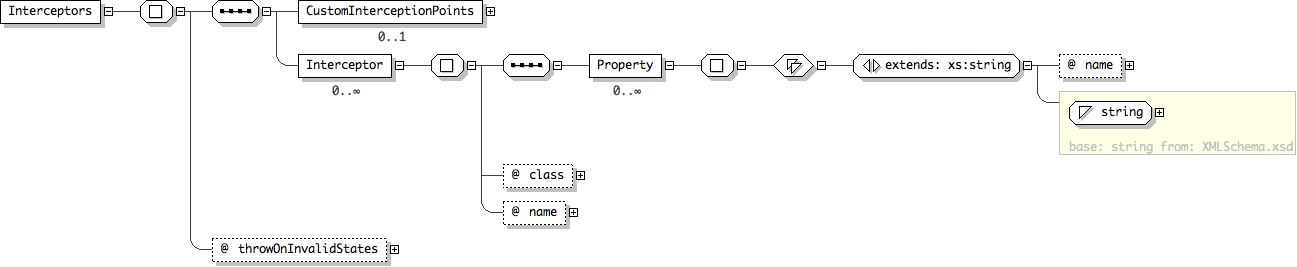 Interceptors
CustomInterceptionPoints
0..1
Interceptor
0..∞
Property
0..∞
extends: xs:string
@ name
string
base: string from: XMLSchema.xsd
@ class
@ name
@ throwOnInvalidStates